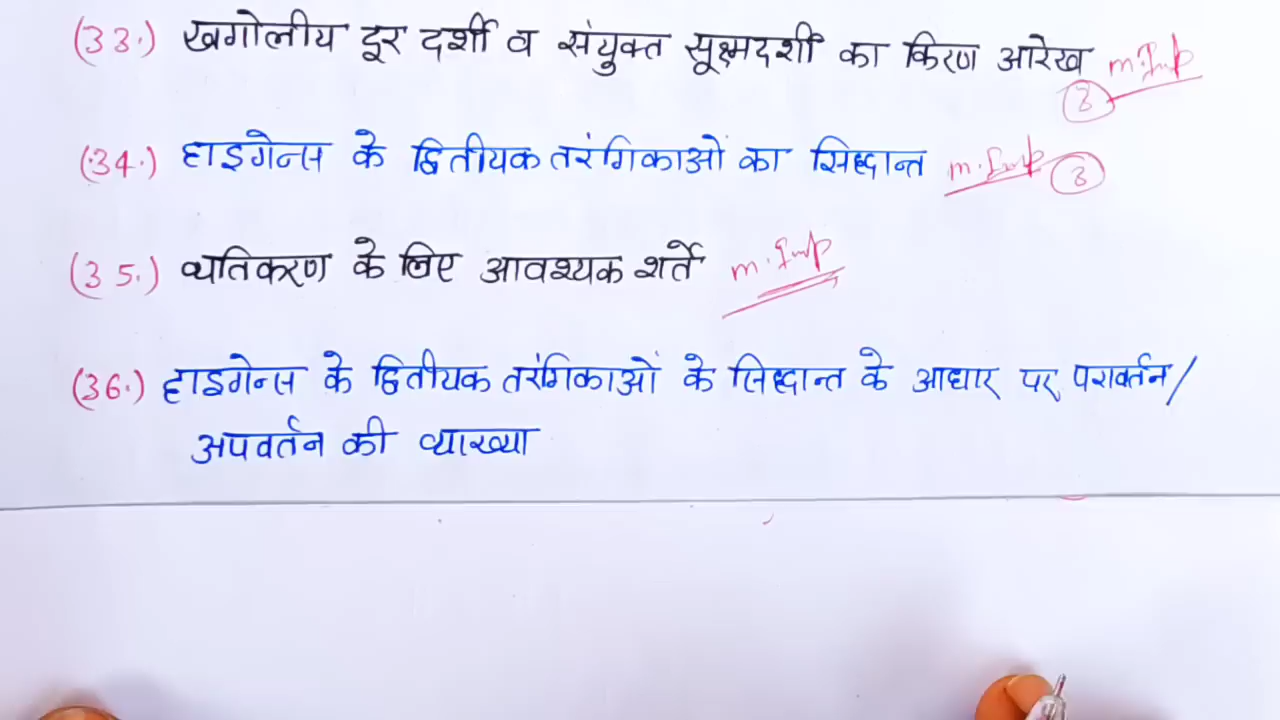 (33.) खगोलीय दूर दर्शी व संयुक्त सूक्ष्मदर्शी का किरण आरेख m.Imp
(3)
(34.) हाइगेन्स के द्वितीयक तरंगिकाओं का सिद्धान्त m.Imp (3)
(35.) व्यतिकरण के लिए आवश्यक शर्ते m.Imp
(36.) हाइगेन्स के द्वितीयक तरंगिकाओं के सिद्धान्त के आधार पर परावर्तन/
अपवर्तन की व्याख्या